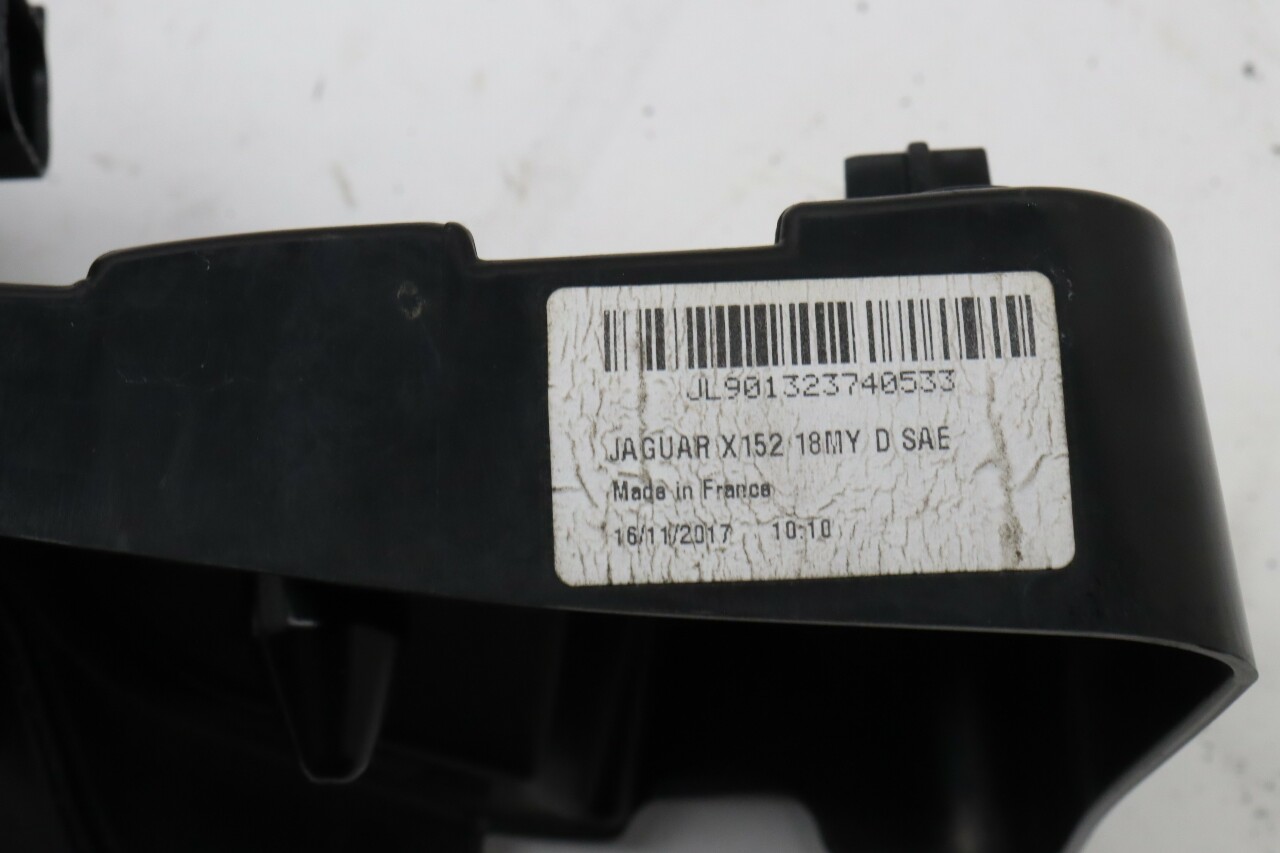 JL901323740533
JAGUAR X152 18MY D SAE
Made in France
16/11/2017 10:10